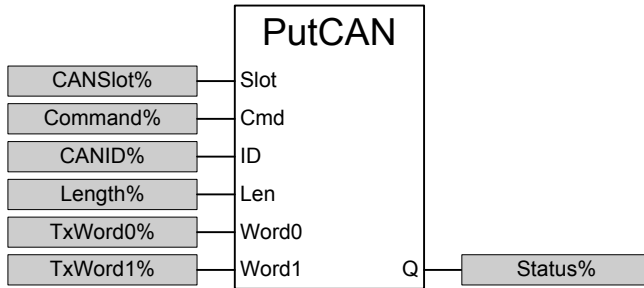 PutCAN
CANSlot% Slot
Command% Cmd
CANID% ID
Length% Len
TxWord0% Word0
TxWord1% Word1 Q Status%